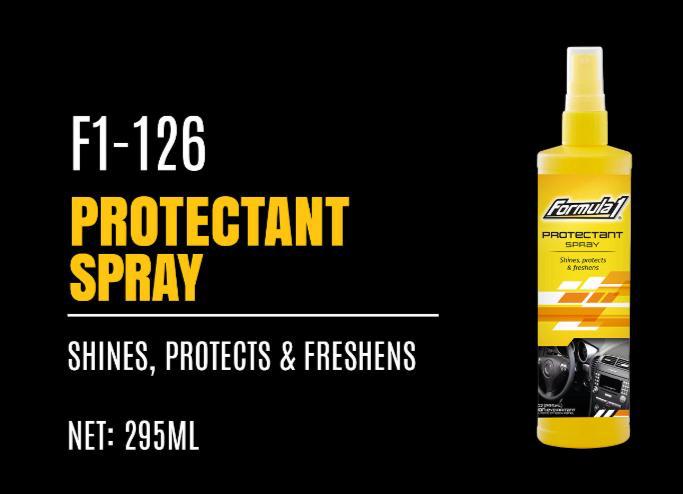 F1-126
PROTECTANT
SPRAY
SHINES, PROTECTS & FRESHENS
NET: 295ML
Formula1
PROTECTANT
SPRAY
Shines, protects
& freshens